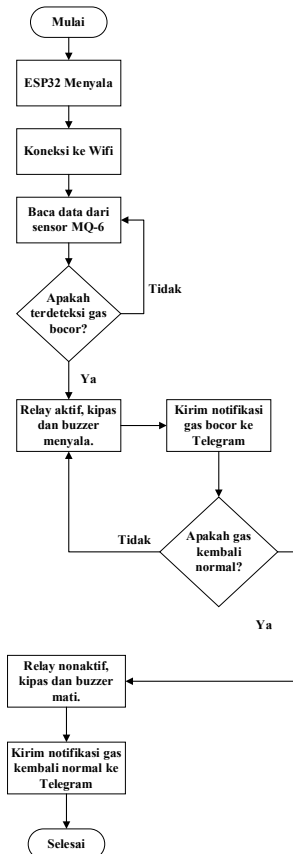 Mulai
ESP32 Menyala
Koneksi ke Wifi
Baca data dari
sensor MQ-6
Apakah
terdeteksi gas
bocor?
Tidak
Ya
Relay aktif, kipas
dan buzzer
menyala.
Kirim notifikasi
gas bocor ke
Telegram
Tidak
Apakah gas
kembali
normal?
Ya
Relay nonaktif,
kipas dan buzzer
mati.
Kirim notifikasi gas
kembali normal ke
Telegram
Selesai